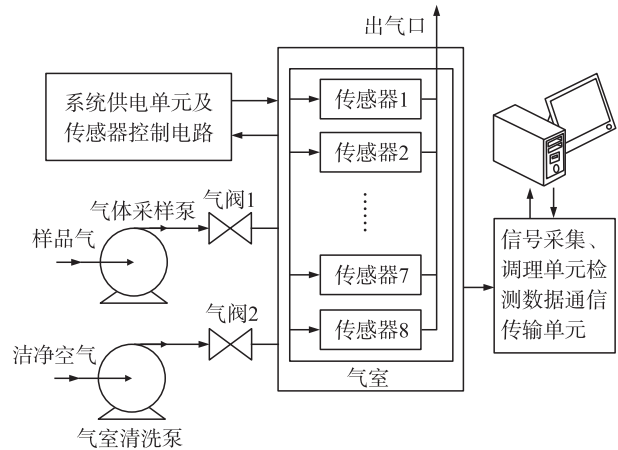 出气口
系统供电单元及
传感器控制电路
传感器1
传感器2
气体采样泵
气阀1
样品气
信号采集、
调理单元检
测数据通信
传输单元
传感器7
气阀2
传感器8
洁净空气
气室
气室清洗泵